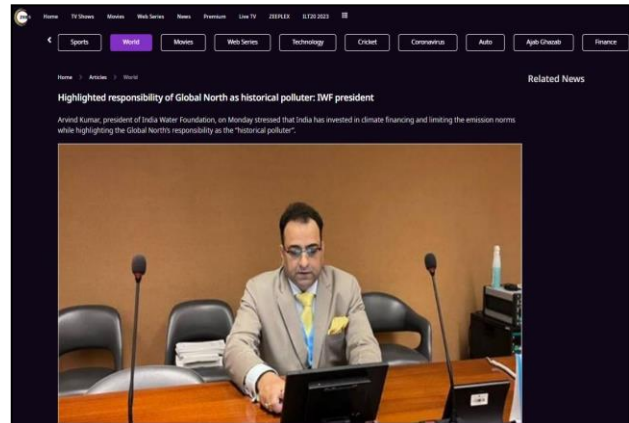 Home TV Shows Movies Web Series News Premium Live TV ZEEPLEX ILT20 2023
Sports World Movies Web Series Technology Cricket Coronavirus Auto Ajab Ghazab Finance
Home > Articles > World
Related News
Highlighted responsibility of Global North as historical polluter: IWF president
Arvind Kumar, president of India Water Foundation, on Monday stressed that India has invested in climate financing and limiting the emission norms
while highlighting the Global North's responsibility as the "historical polluter".